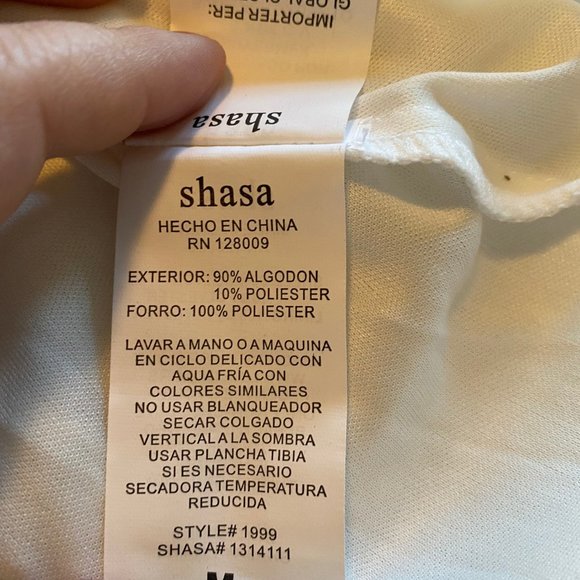 IMPORTER PER:
shasa
shasa
HECHO EN CHINA
RN 128009
EXTERIOR: 90% ALGODON
10% POLIESTER
FORRO: 100% POLIESTER
LAVAR A MANO O A MAQUINA
EN CICLO DELICADO CON
AQUA FRÍA CON
COLORES SIMILARES
NO USAR BLANQUEADOR
SECAR COLGADO
VERTICAL A LA SOMBRA
USAR PLANCHA TIBIA
SI ES NECESARIO
SECADORA TEMPERATURA
REDUCIDA
STYLE# 1999
SHASA# 1314111